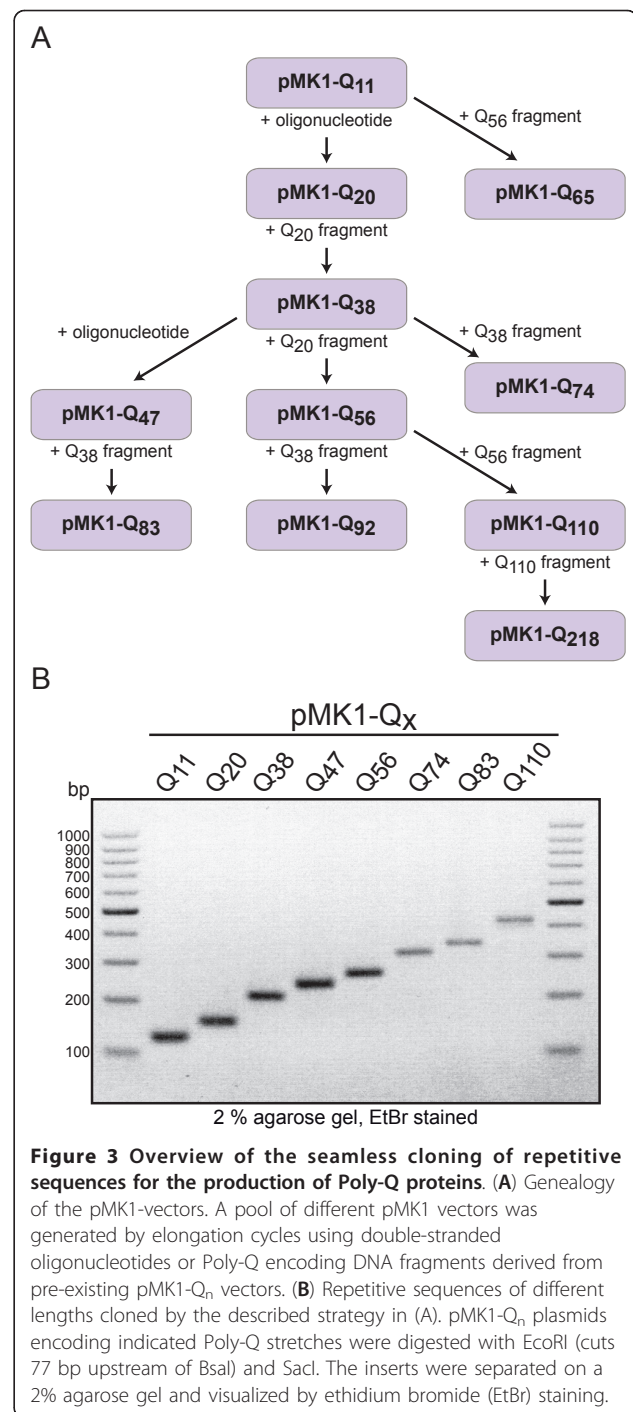 A
pMK1-Q11
+ oligonucleotide
+ Q56 fragment
pMK1-Q20
pMK1-Q65
+ Q20 fragment
pMK1-Q38
+ oligonucleotide
+ Q20 fragment
+ Q38 fragment
pMK1-Q47
pMK1-Q56
pMK1-Q74
+ Q38 fragment
+ Q38 fragment
+ Q56 fragment
pMK1-Q83
pMK1-Q92
pMK1-Q110
+ Q110 fragment
pMK1-Q218
B
pMK1-Qx
bp
Q11
Q20
Q38
Q47
Q56
Q74
Q83
Q110
1000
900
800
700
600
500
400
300
200
100
2 % agarose gel, EtBr stained
Figure 3 Overview of the seamless cloning of repetitive
sequences for the production of Poly-Q proteins. (A) Genealogy
of the pMK1-vectors. A pool of different pMK1 vectors was
generated by elongation cycles using double-stranded
oligonucleotides or Poly-Q encoding DNA fragments derived from
pre-existing pMK1-Qn vectors. (B) Repetitive sequences of different
lengths cloned by the described strategy in (A). pMK1-Qn plasmids
encoding indicated Poly-Q stretches were digested with EcoRI (cuts
77 bp upstream of BsaI) and SacI. The inserts were separated on a
2% agarose gel and visualized by ethidium bromide (EtBr) staining.